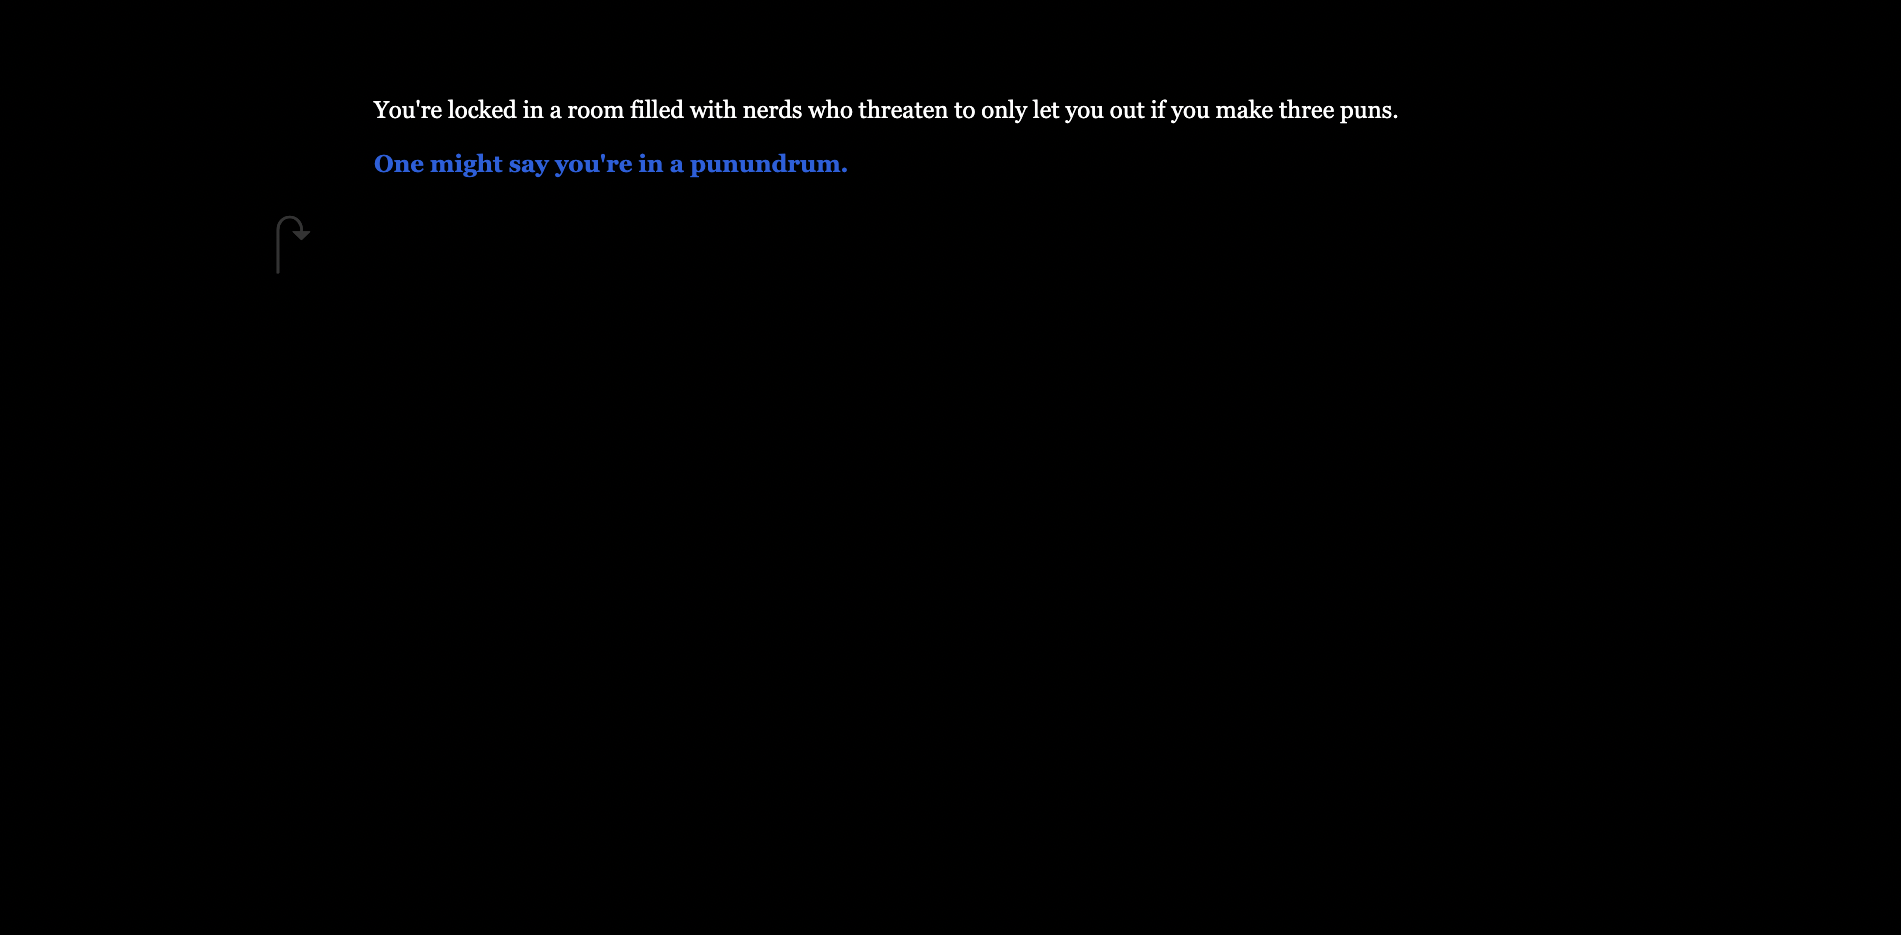 You're locked in a room filled with nerds who threaten to only let you out if you make three puns.
One might say you're in a punundrum.